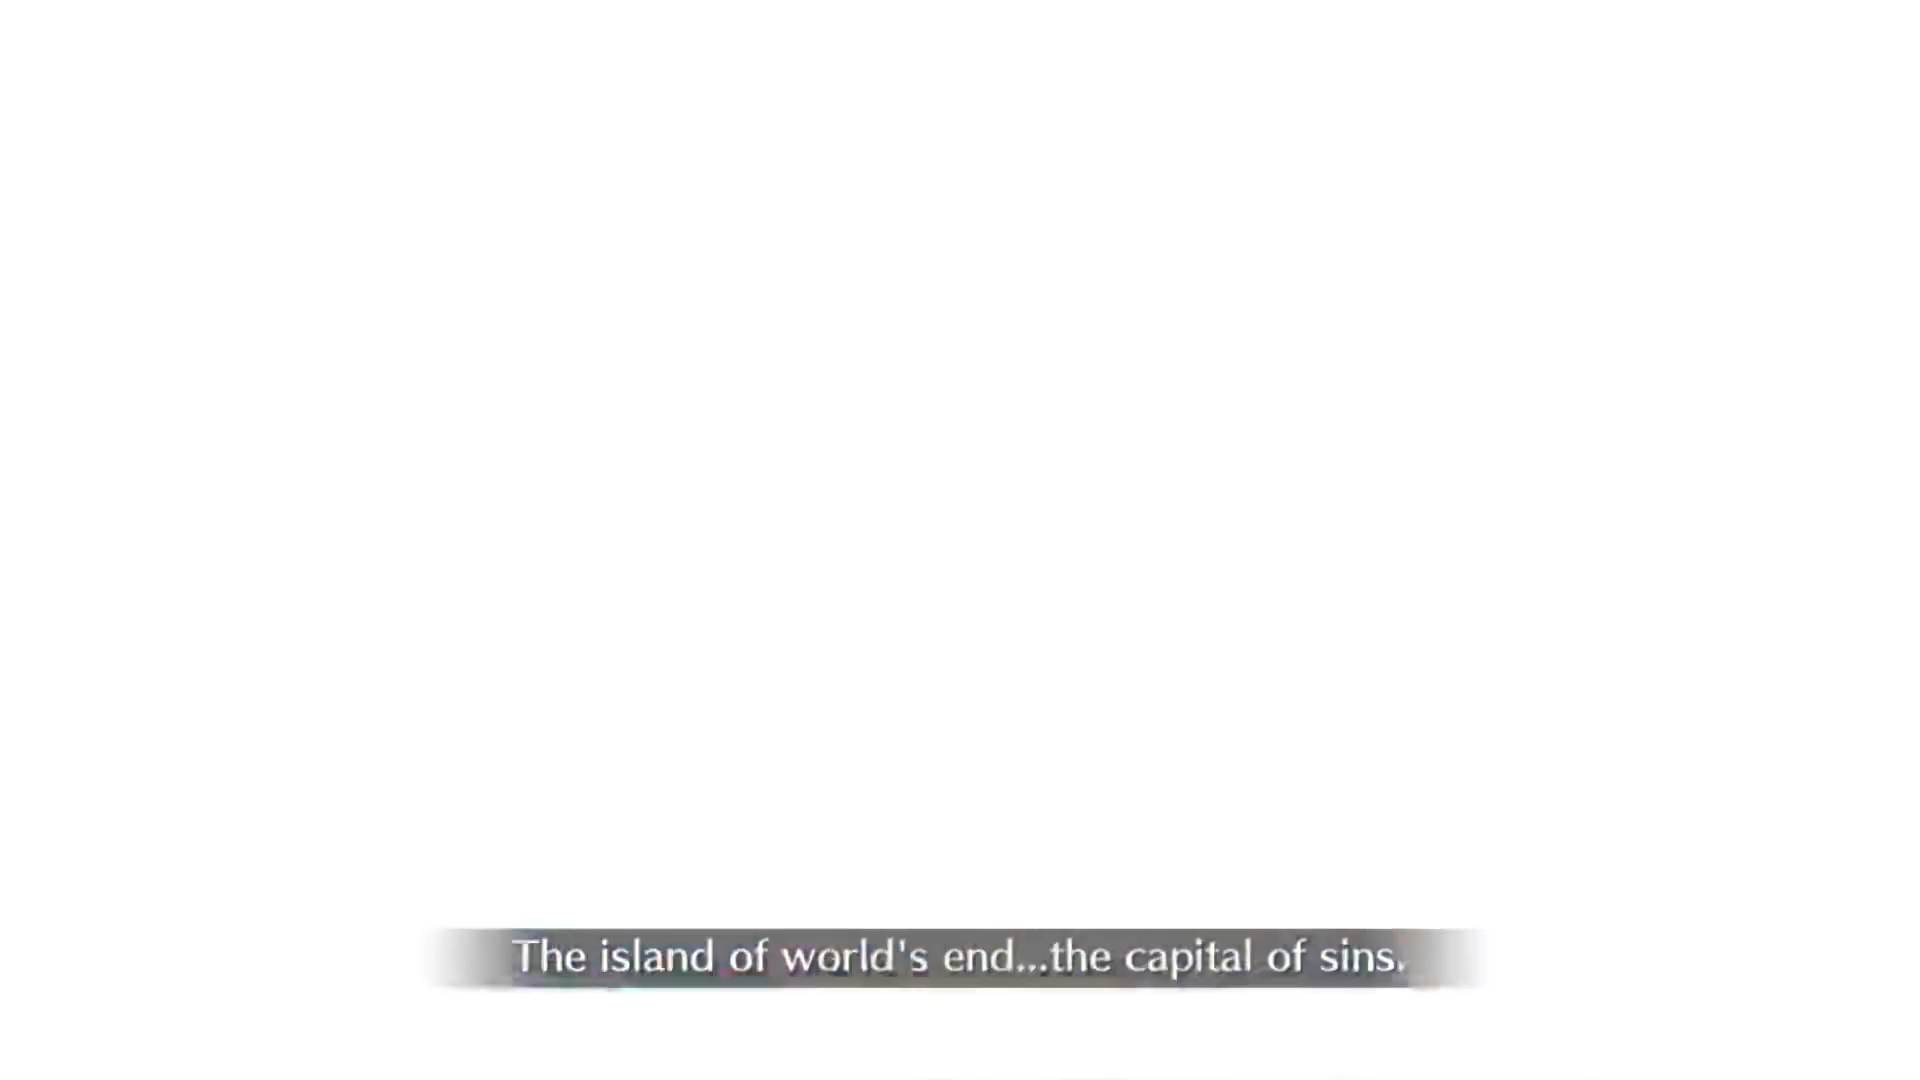 The island of world's end...the capital of sins.